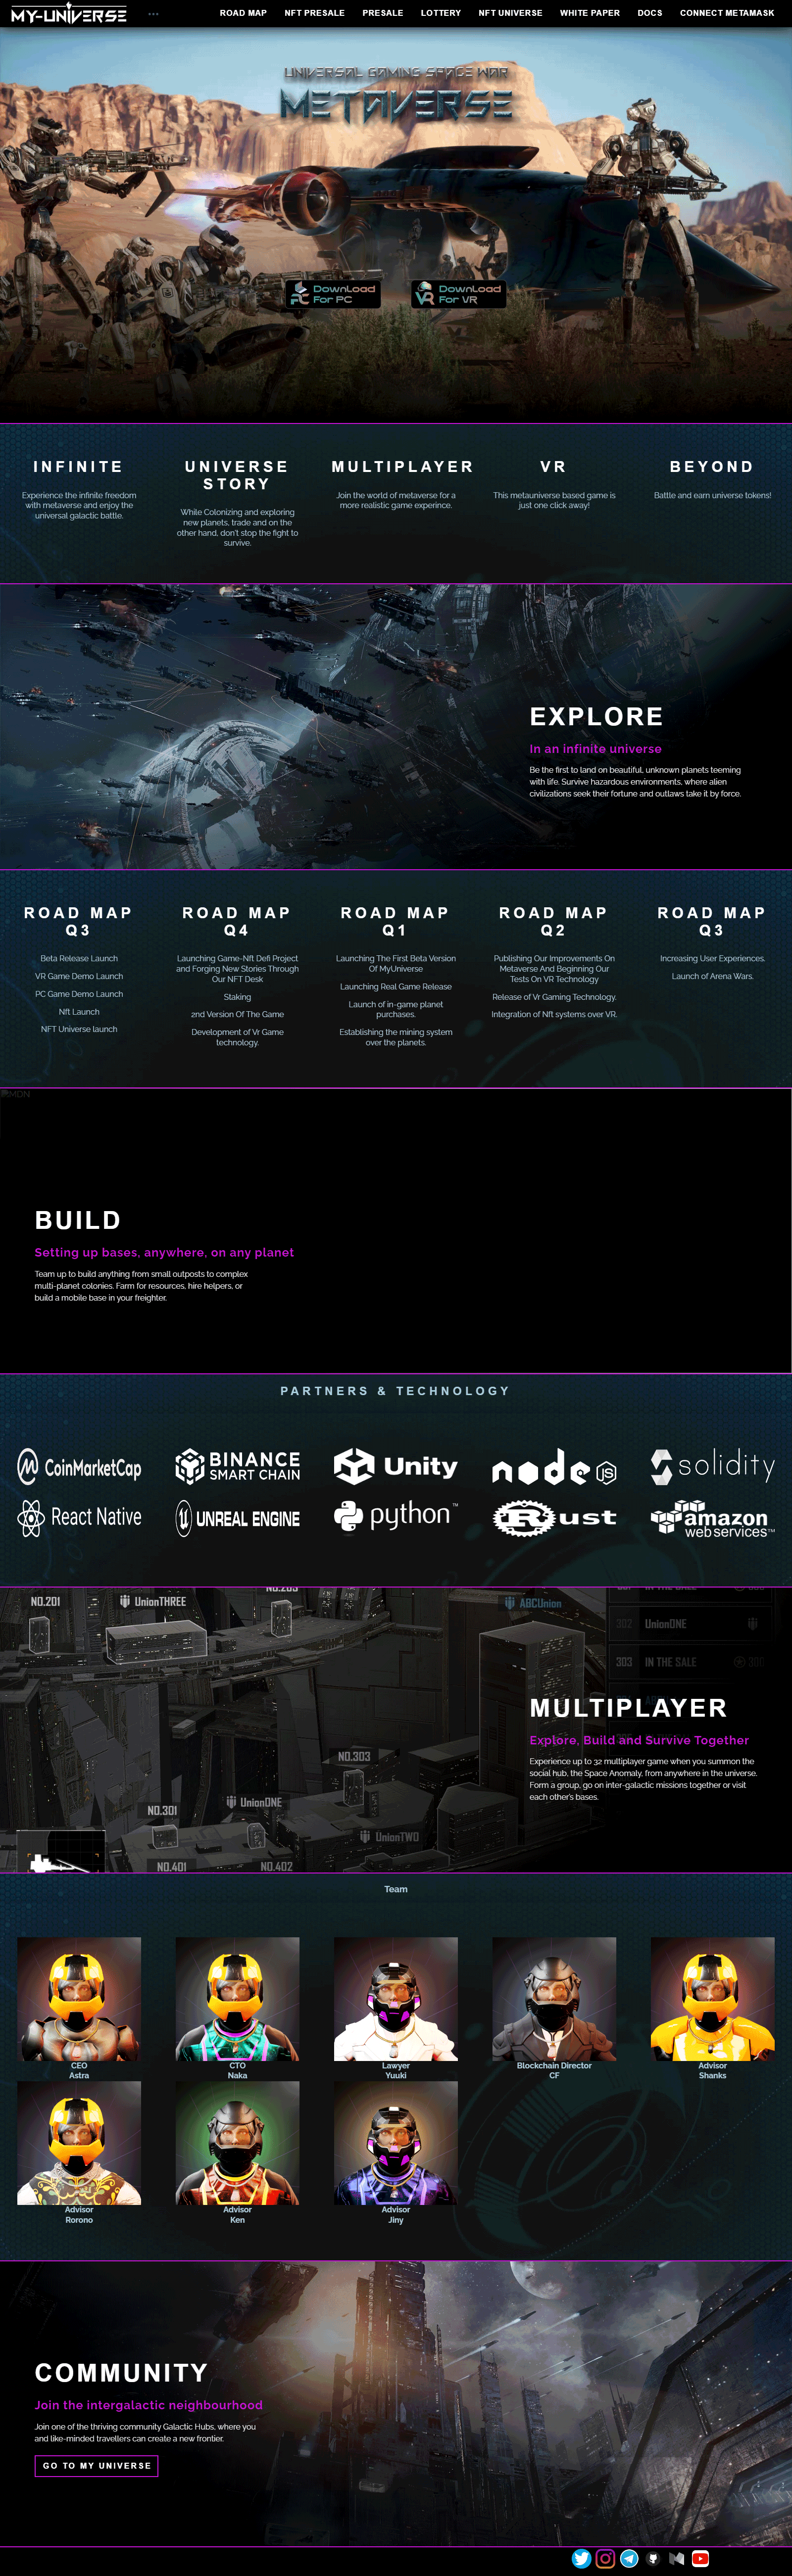 MY-UNIVERSE
ROAD MAP NFT PRESALE PRESALE LOTTERY NFT UNIVERSE WHITE PAPER DOCS CONNECT METAMASK
UNIVERSAL GAMING SPACE WAR
METAVERSE
Download
For PC
Download
For VR
INFINITE
Experience the infinite freedom
with metaverse and enjoy the
universal galactic battle.
UNIVERSE
STORY
While Colonizing and exploring
new planets, trade and on the
other hand, don't stop the fight to
survive.
MULTIPLAYER
Join the world of metaverse for a
more realistic game experince.
VR
This metauniverse based game is
just one click away!
BEYOND
Battle and earn universe tokens!
EXPLORE
In an infinite universe
Be the first to land on beautiful, unknown planets teeming
with life. Survive hazardous environments, where alien
civilizations seek their fortune and outlaws take it by force.
ROAD MAP
Q3
Beta Release Launch
VR Game Demo Launch
PC Game Demo Launch
Nft Launch
NFT Universe launch
ROAD MAP
Q4
Launching Game-Nft Defi Project
and Forging New Stories Through
Our NFT Desk
Staking
2nd Version Of The Game
Development of Vr Game
technology.
ROAD MAP
Q1
Launching The First Beta Version
Of MyUniverse
Launching Real Game Release
Launch of in-game planet
purchases.
Establishing the mining system
over the planets.
ROAD MAP
Q2
Publishing Our Improvements On
Metaverse And Beginning Our
Tests On VR Technology
Release of Vr Gaming Technology.
Integration of Nft systems over VR.
ROAD MAP
Q3
Increasing User Experiences.
Launch of Arena Wars.
MDN
BUILD
Setting up bases, anywhere, on any planet
Team up to build anything from small outposts to complex
multi-planet colonies. Farm for resources, hire helpers, or
build a mobile base in your freighter.
PARTNERS & TECHNOLOGY
CoinMarketCap
BINANCE
SMART CHAIN
Unity
node
JS
solidity
React Native
UNREAL ENGINE
python™
Rust
amazon
web services™
NO.201
UnionTHREE
NO.203
ABCUnion
302 UnionONE
303 IN THE SALE 300
NO.303
NO.301
UnionONE
UnionTWO
NO.401
NO.402
MULTIPLAYER
Explore, Build and Survive Together
Experience up to 32 multiplayer game when you summon the
social hub, the Space Anomaly, from anywhere in the universe.
Form a group, go on inter-galactic missions together or visit
each other's bases.
Team
CEO
Astra
CTO
Naka
Lawyer
Yuuki
Blockchain Director
CF
Advisor
Shanks
Advisor
Rorono
Advisor
Ken
Advisor
Jiny
COMMUNITY
Join the intergalactic neighbourhood
Join one of the thriving community Galactic Hubs, where you
and like-minded travellers can create a new frontier.
GO TO MY UNIVERSE